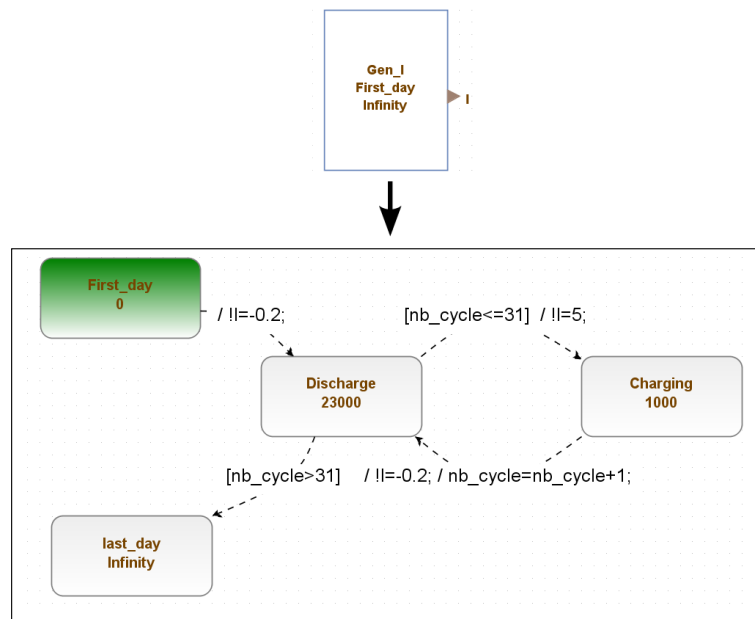 Gen_I
First_day
Infinity
I
First_day
0
/ !I=-0.2;
[nb_cycle<=31] / !I=5;
Discharge
23000
Charging
1000
[nb_cycle>31]
/ !I=-0.2; / nb_cycle=nb_cycle+1;
last_day
Infinity